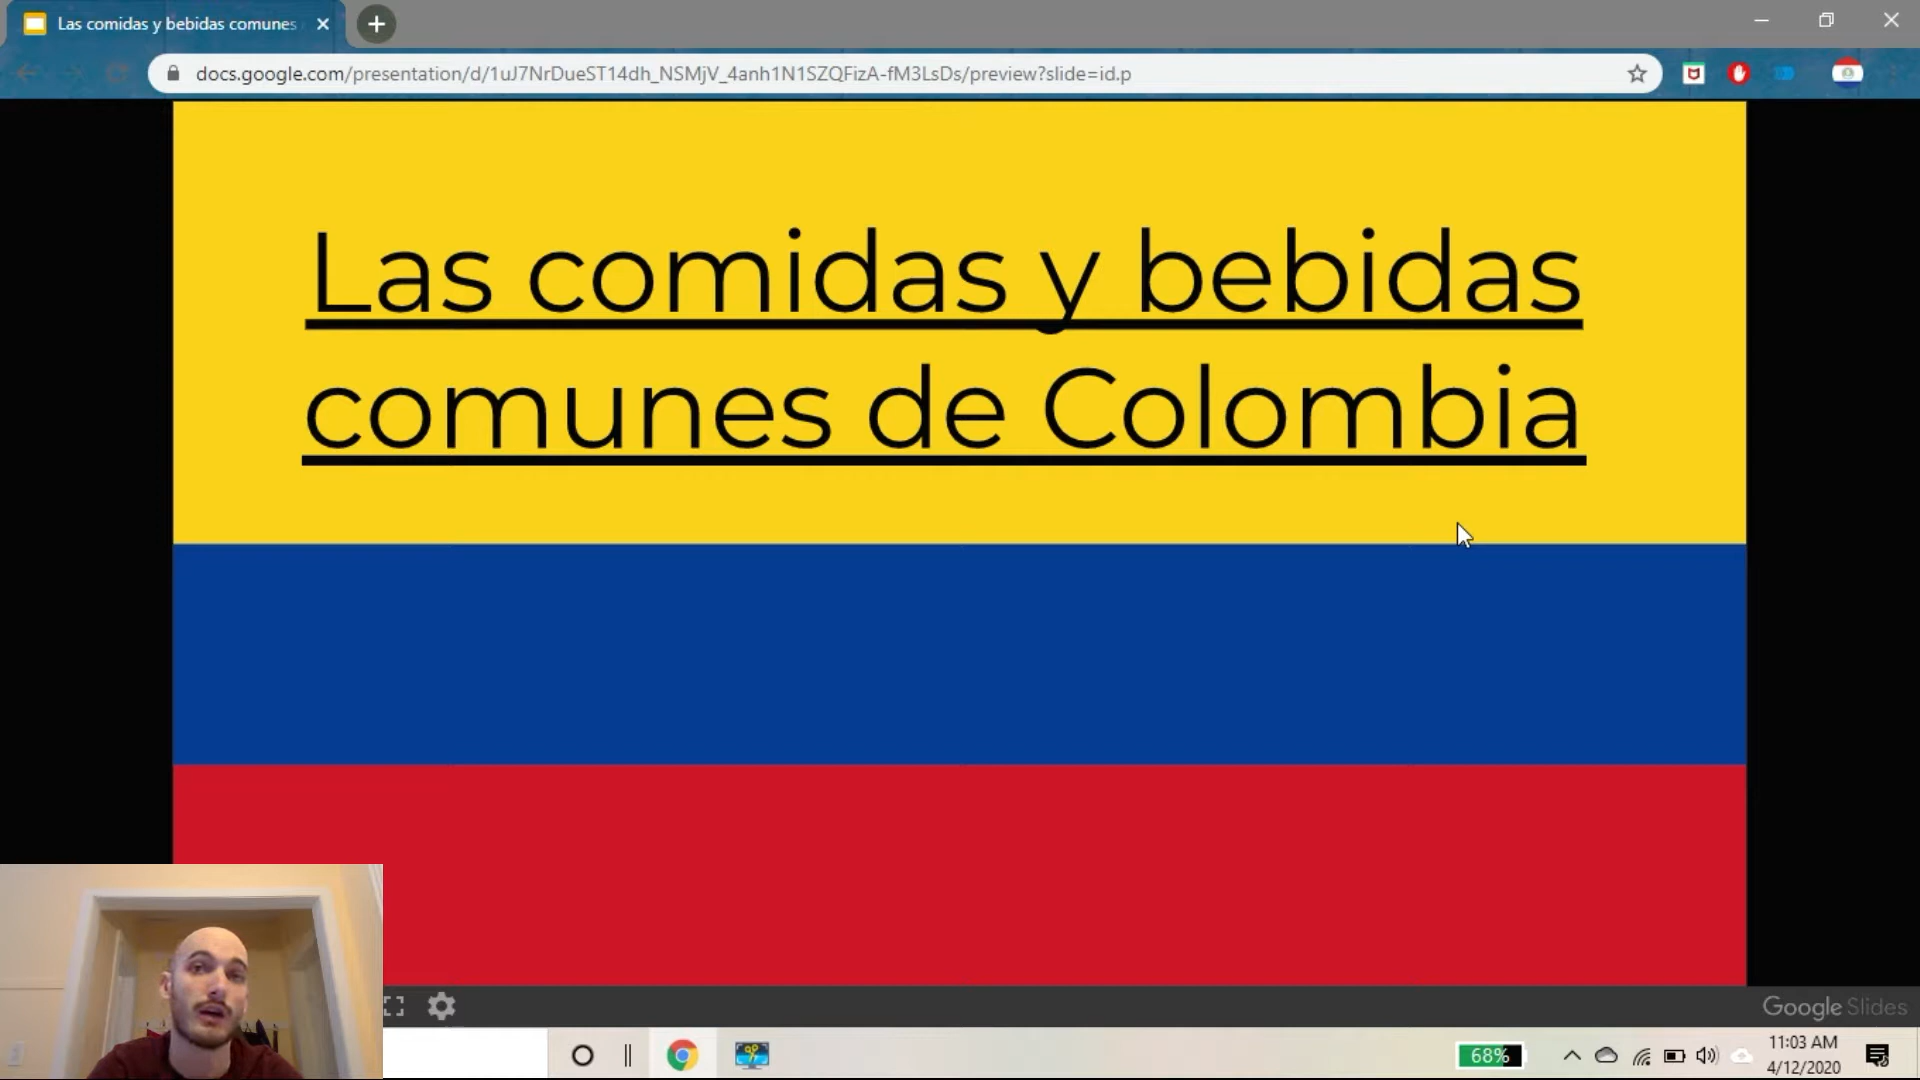 Las comidas y bebidas comunes
docs.google.com/presentation/d/1uJ7NrDueST14dh_NSMjV_4anh1N1SZQFizA-fM3LsDs/preview?slide=id.p
Las comidas y bebidas
comunes de Colombia
Google Slides
68%
11:03 AM
4/12/2020